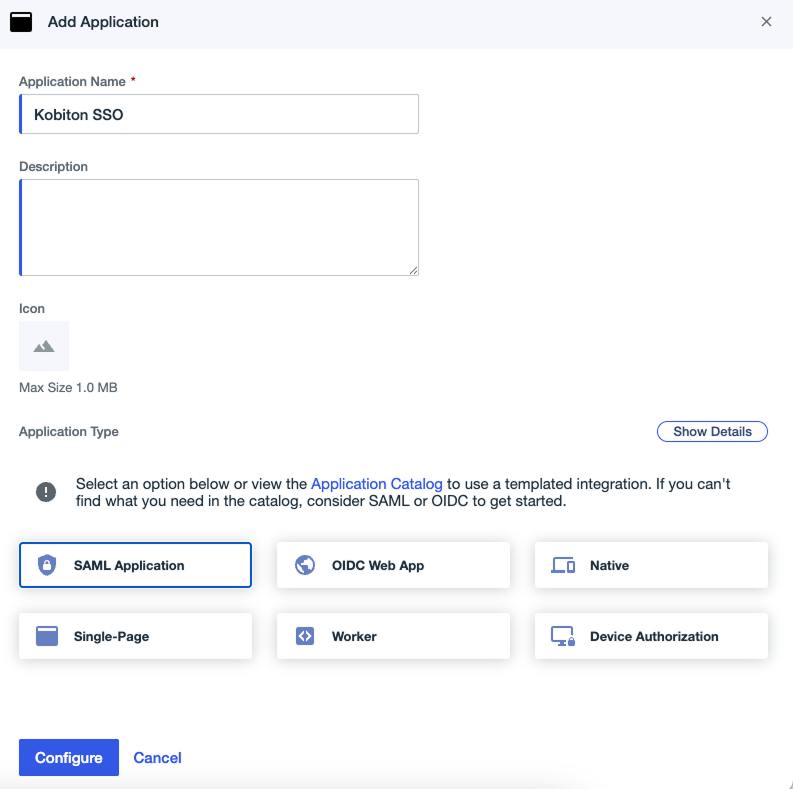 Add Application
Application Name *
Kobiton SSO
Description
Icon
Max Size 1.0 MB
Application Type
Show Details
Select an option below or view the Application Catalog to use a templated integration. If you can't
find what you need in the catalog, consider SAML or OIDC to get started.
SAML Application
OIDC Web App
Native
Single-Page
Worker
Device Authorization
Configure
Cancel